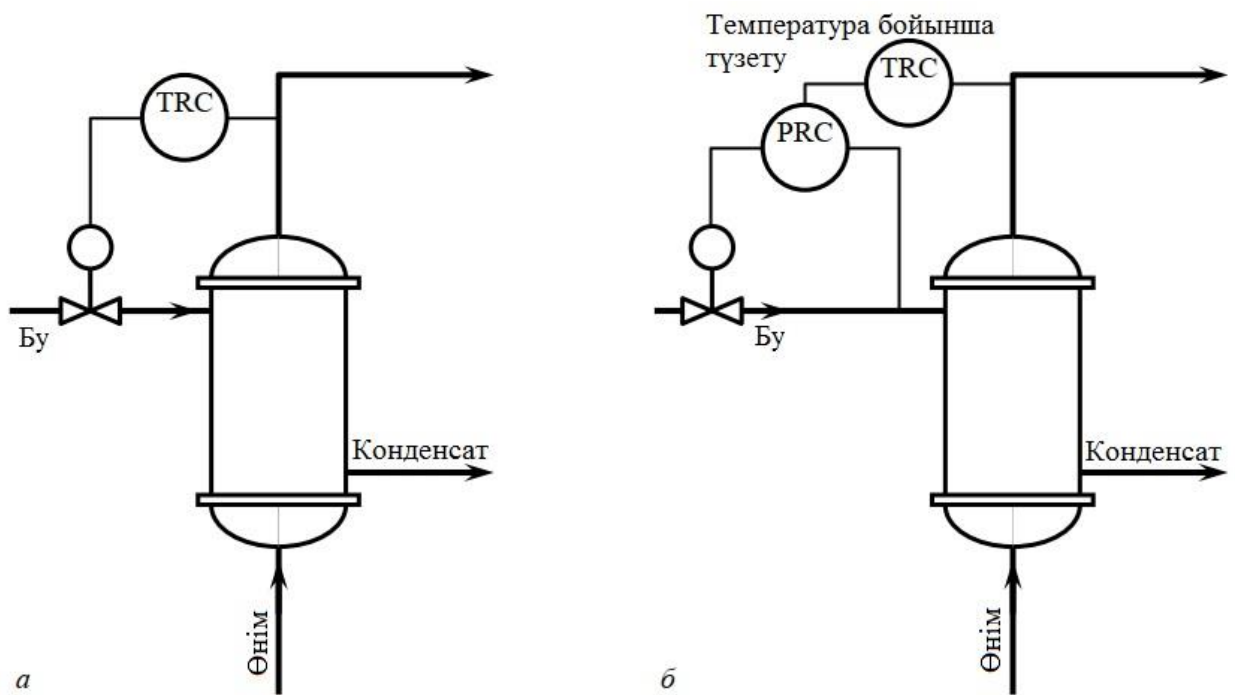 TRC
Бу
Конденсат
Өнім
а
Температура бойынша
түзету
TRC
PRC
Бу
Конденсат
Өнім
б